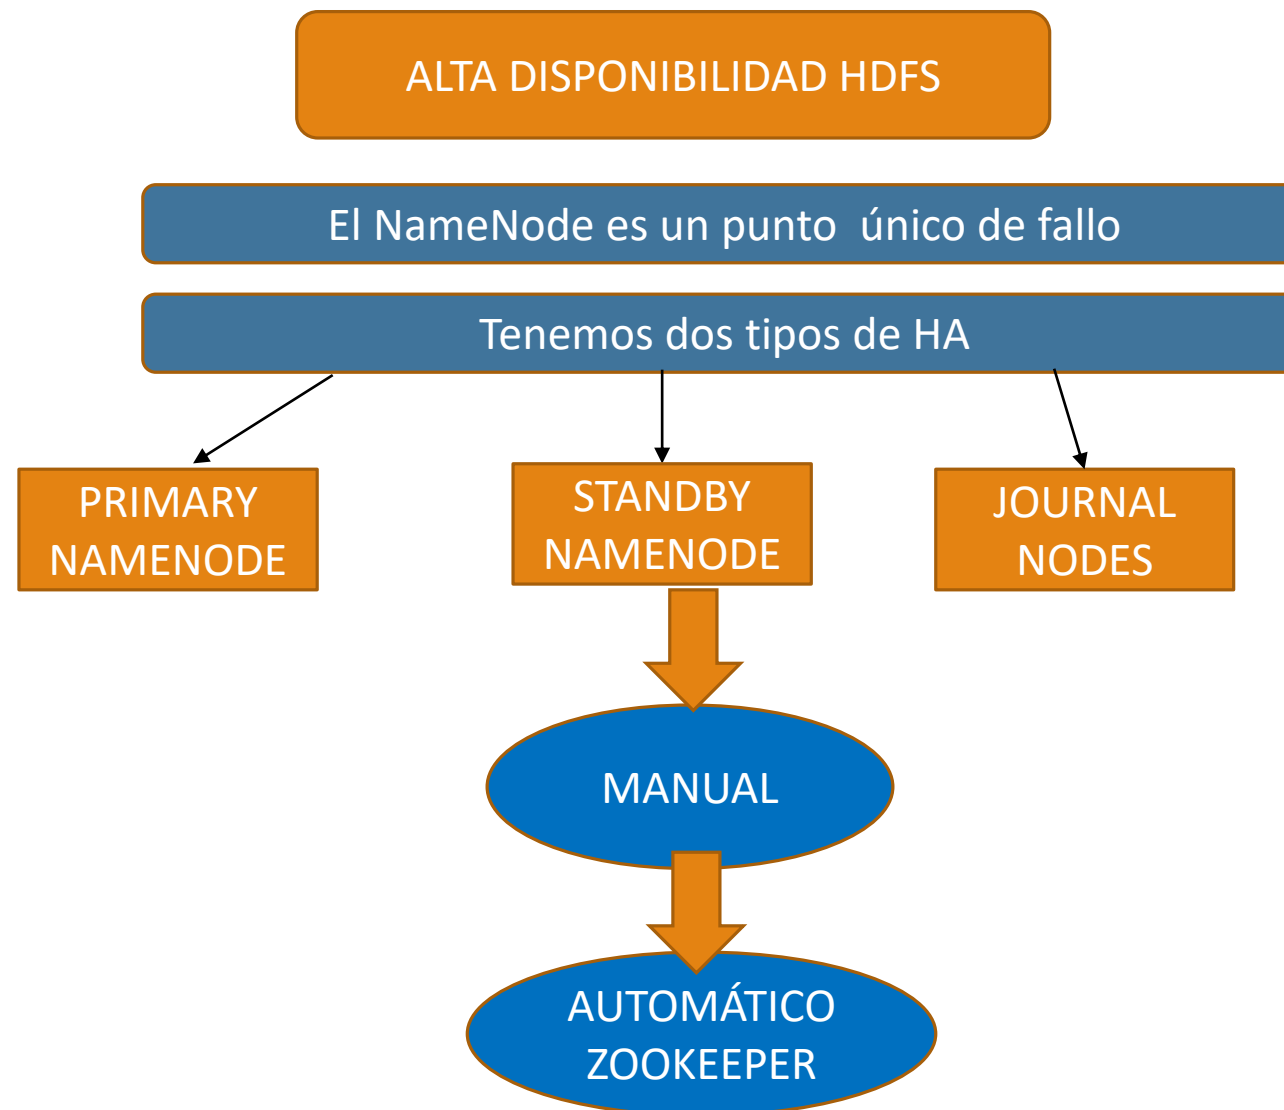 ALTA DISPONIBILIDAD HDFS
El NameNode es un punto  único de fallo
Tenemos dos tipos de HA
PRIMARY
NAMENODE
STANDBY
NAMENODE
JOURNAL
NODES
MANUAL
AUTOMÁTICO
ZOOKEEPER